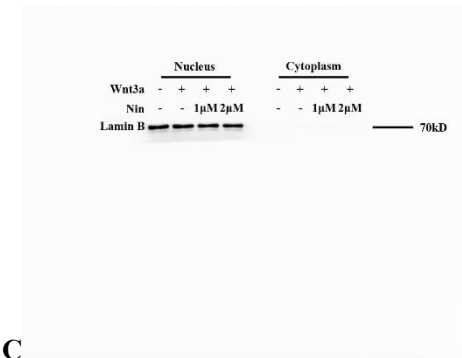 Nucleus Cytoplasm
Wnt3a - + + + - + + +
Nin - - 1μM 2μM - - 1μM 2μM
Lamin B 70kD
C